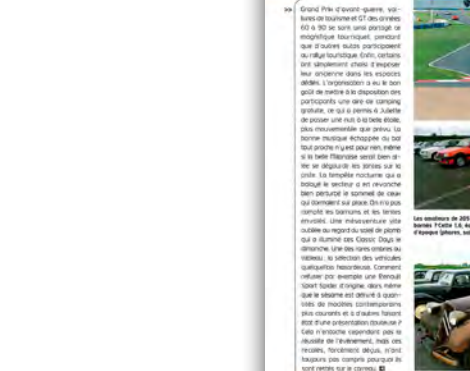 >> Grand Prix d'avant-guerre, voi-
tures de tourisme et GT des années
60 à 90 se sont ainsi partagé ce
magnifique tourniquet, pendant
que d'autres autos participaient
au rallye touristique. Enfin, certains
ont simplement choisi d'exposer
leur ancienne dans les espaces
dédiés. L'organisation a eu le bon
goût de mettre à la disposition des
participants une aire de camping
gratuite, ce qui a permis à Juliette
de passer une nuit à la belle étoile,
plus mouvementée que prévu. La
bonne musique échappée du bal
tout proche n'y est pour rien, même
si la belle Milanaise serait bien al-
lée se dégourdir les jantes sur la
piste. La tempête nocturne qui a
balayé le secteur a en revanche
bien perturbé le sommeil de ceux
qui dormaient sur place. On n'a pas
compté les barnums et les tentes
envolés. Une mésaventure vite
oubliée au regard du soleil de plomb
qui a illuminé ces Classic Days le
dimanche. Une des rares ombres au
tableau : la sélection des véhicules
quelquefois hasardeuse. Comment
refuser par exemple une Renault
Sport Spider d'origine, alors même
que le sésame est délivré à quan-
tités de modèles contemporains
plus courants et à d'autres faisant
état d'une présentation douteuse ?
Cela n'entache cependant pas la
réussite de l'événement, mais ces
recalés, forcément déçus, n'ont
toujours pas compris pourquoi ils
sont restés sur le carreau.
Les amateurs de 205
bornés ? Cette 1.6, A
d'époque (phares, sa